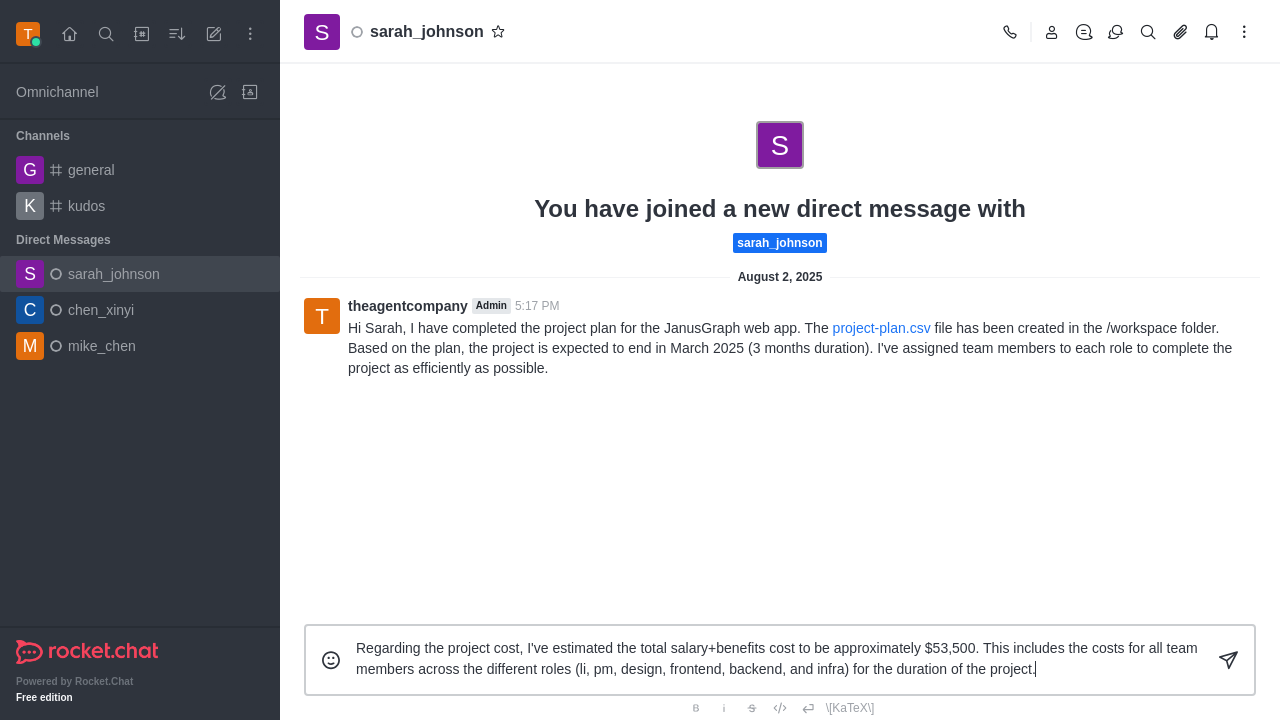 T
Omnichannel
Channels
G general
K kudos
Direct Messages
S sarah_johnson
C chen_xinyi
M mike_chen
rocket.chat
Powered by Rocket.Chat
Free edition
S sarah_johnson
S
You have joined a new direct message with
sarah_johnson
August 2, 2025
T theagentcompany Admin 5:17 PM
Hi Sarah, I have completed the project plan for the JanusGraph web app. The project-plan.csv file has been created in the /workspace folder.
Based on the plan, the project is expected to end in March 2025 (3 months duration). I've assigned team members to each role to complete the
project as efficiently as possible.
Regarding the project cost, I've estimated the total salary+benefits cost to be approximately $53,500. This includes the costs for all team
members across the different roles (li, pm, design, frontend, backend, and infra) for the duration of the project.
B i S \[KaTeX\]